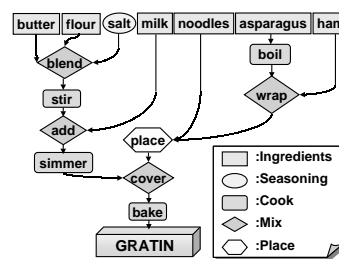 butter flour salt milk noodles asparagus ham
blend
boil
stir
wrap
add
place
simmer
cover
bake
GRATIN
:Ingredients
:Seasoning
:Cook
:Mix
:Place